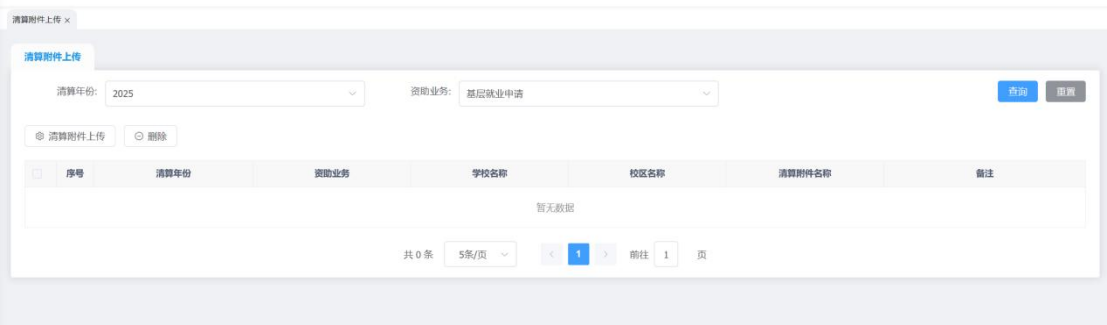 清算附件上传 ×
清算附件上传
清算年份: 2025 资助业务: 基层就业申请 查询 重置
清算附件上传 删除
序号 清算年份 资助业务 学校名称 校区名称 清算附件名称 备注
暂无数据
共 0 条 5条/页 < 1 > 前往 1 页